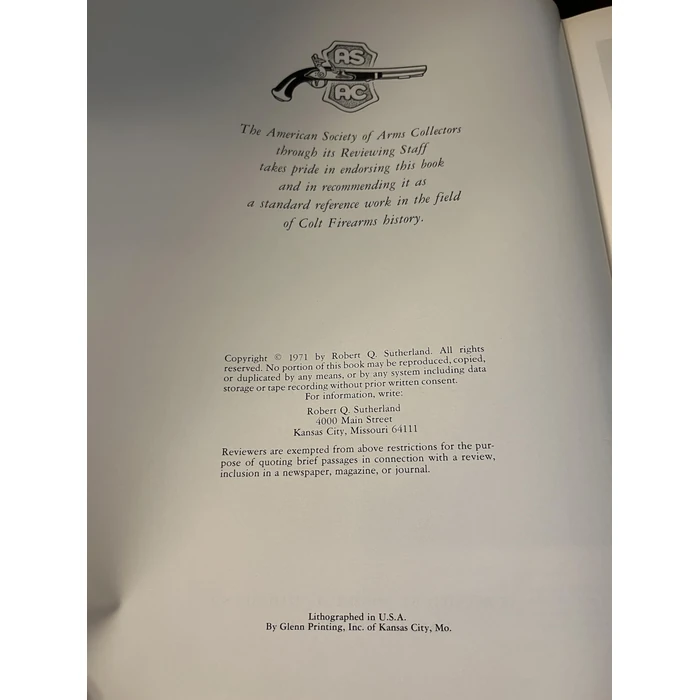 AS
AC
The American Society of Arms Collectors
through its Reviewing Staff
takes pride in endorsing this book
and in recommending it as
a standard reference work in the field
of Colt Firearms history.
Copyright © 1971 by Robert Q. Sutherland. All rights
reserved. No portion of this book may be reproduced, copied,
or duplicated by any means, or by any system including data
storage or tape recording without prior written consent.
For information, write:
Robert Q. Sutherland
4000 Main Street
Kansas City, Missouri 64111
Reviewers are exempted from above restrictions for the pur-
pose of quoting brief passages in connection with a review,
inclusion in a newspaper, magazine, or journal.
Lithographed in U.S.A.
By Glenn Printing, Inc. of Kansas City, Mo.